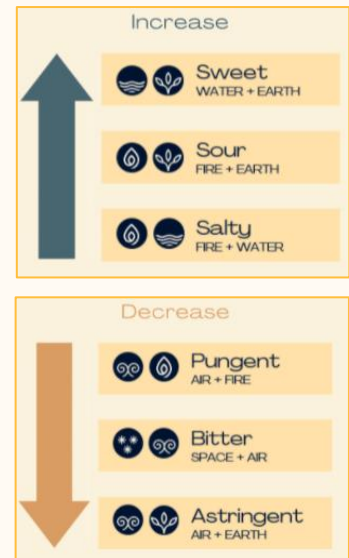 Increase
Sweet
WATER + EARTH
Sour
FIRE + EARTH
Salty
FIRE + WATER
Decrease
Pungent
AIR + FIRE
Bitter
SPACE + AIR
Astringent
AIR + EARTH